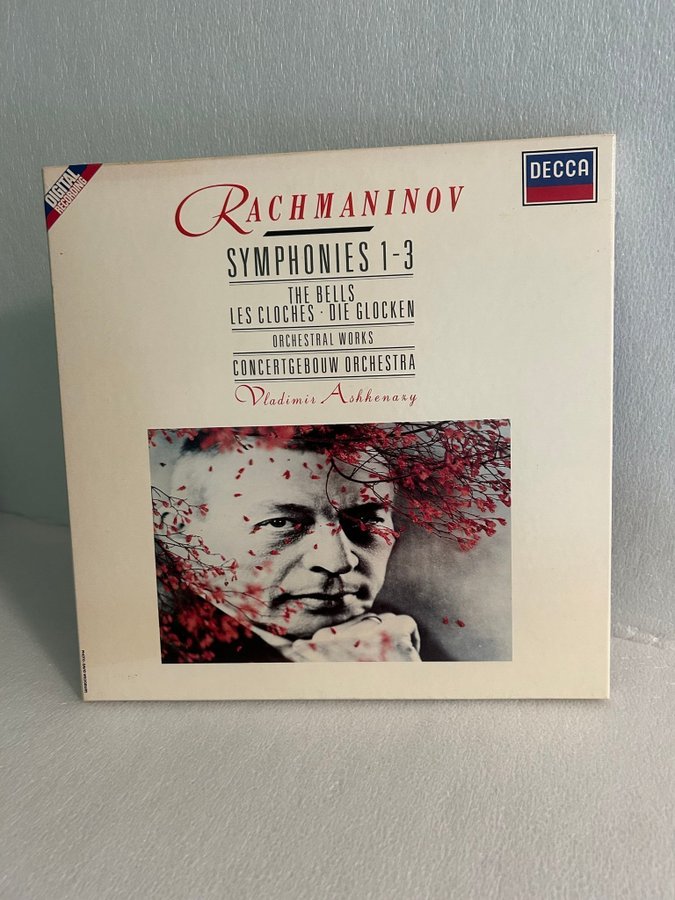 DIGITAL
RECORDING
DECCA
RACHMANINOV
SYMPHONIES 1-3
THE BELLS
LES CLOCHES · DIE GLOCKEN
ORCHESTRAL WORKS
CONCERTGEBOUW ORCHESTRA
Vladimir Ashkenazy